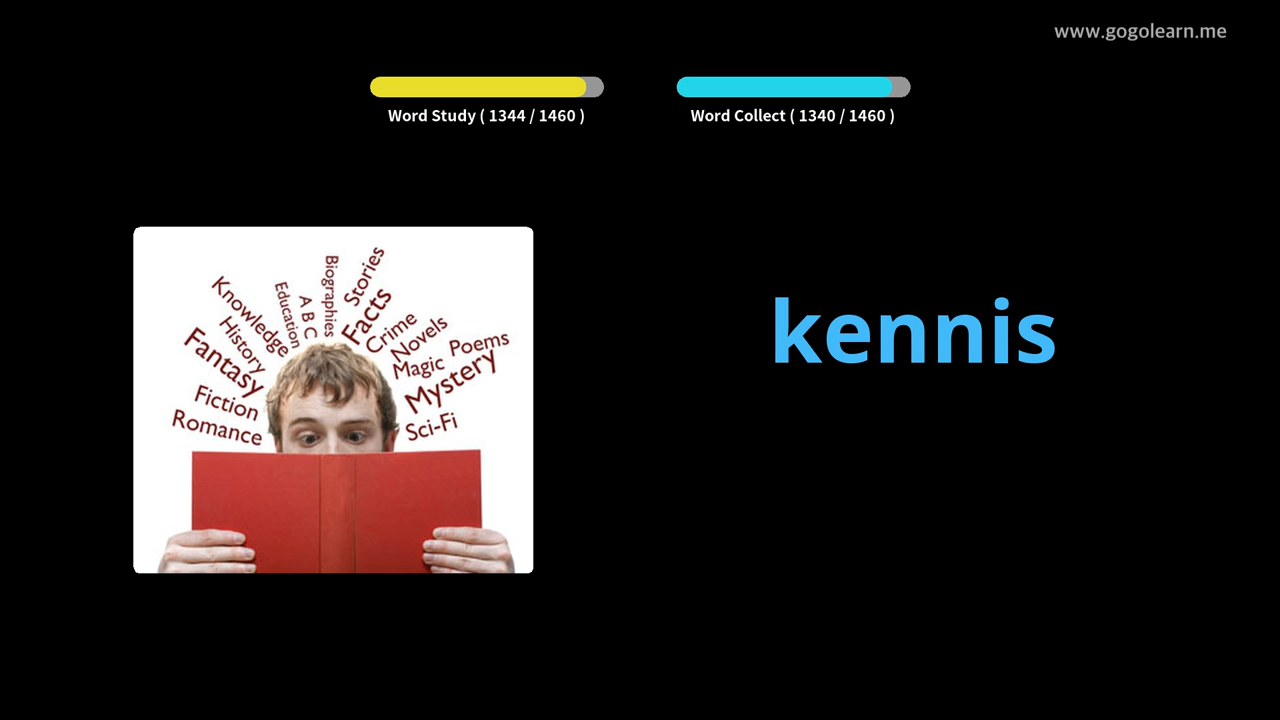 www.gogolearn.me
Word Study ( 1344 / 1460 )
Word Collect ( 1340 / 1460 )
kennis
Romance
Fiction
Fantasy
History
Knowledge
Education
A B C
Biographies
Stories
Facts
Crime
Novels
Magic
Poems
Mystery
Sci-Fi